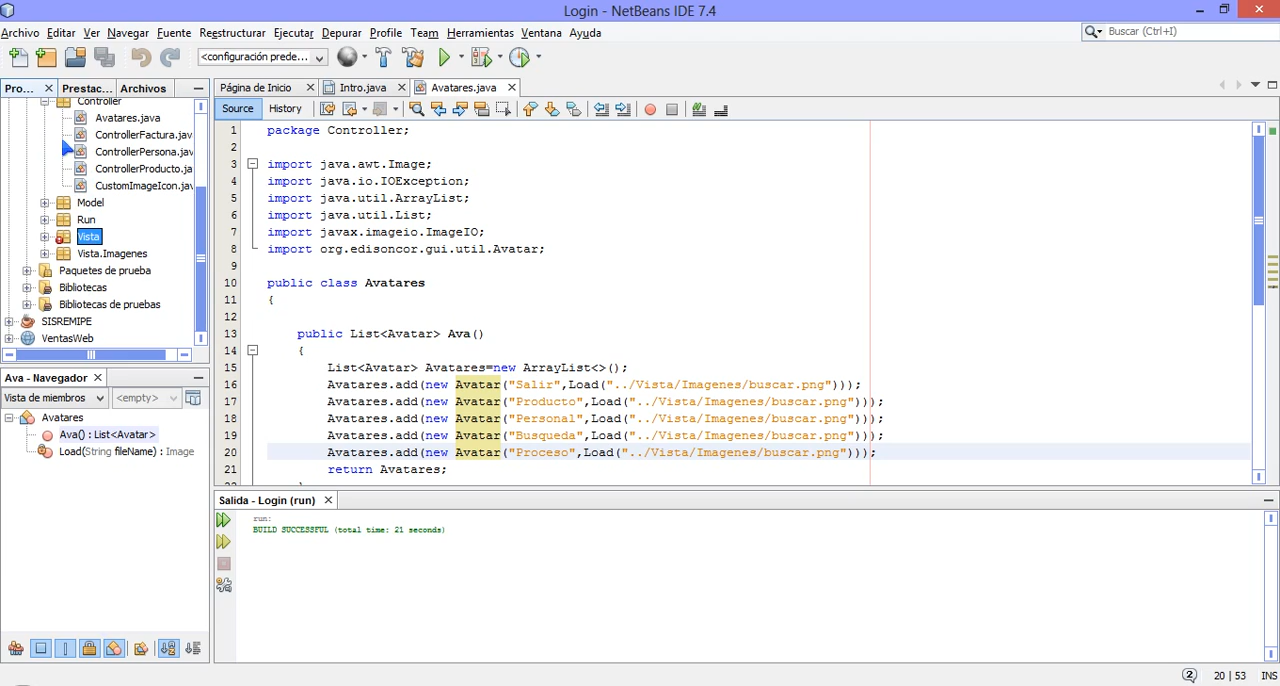 Login - NetBeans IDE 7.4
Archivo Editar Ver Navegar Fuente Restructurar Ejecutar Depurar Profile Team Herramientas Ventana Ayuda
Buscar (Ctrl+I)
<configuración prede...
Pro... Prestac... Archivos
Página de Inicio Intro.java Avatares.java
Source History
Controller
Avatares.java
ControllerFactura.jav
ControllerPersona.jav
ControllerProducto.ja
CustomImageIcon.jav
Model
Run
Vista
Vista.Imagenes
Paquetes de prueba
Bibliotecas
Bibliotecas de pruebas
SISREMIPE
VentasWeb
1 package Controller;
2
3 import java.awt.Image;
4 import java.io.IOException;
5 import java.util.ArrayList;
6 import java.util.List;
7 import javax.imageio.ImageIO;
8 import org.edisoncor.gui.util.Avatar;
9
10 public class Avatares
11 {
12
13 public List<Avatar> Ava()
14 {
15 List<Avatar> Avatares=new ArrayList<>();
16 Avatares.add(new Avatar("Salir",Load("../Vista/Imagenes/buscar.png")));
17 Avatares.add(new Avatar("Producto",Load("../Vista/Imagenes/buscar.png")));
18 Avatares.add(new Avatar("Personal",Load("../Vista/Imagenes/buscar.png")));
19 Avatares.add(new Avatar("Busqueda",Load("../Vista/Imagenes/buscar.png")));
20 Avatares.add(new Avatar("Proceso",Load("../Vista/Imagenes/buscar.png")));
21 return Avatares;
Ava - Navegador
Vista de miembros <empty>
Avatares
Ava() : List<Avatar>
Load(String fileName) : Image
Salida - Login (run)
run:
BUILD SUCCESSFUL (total time: 21 seconds)
2 20 | 53 INS